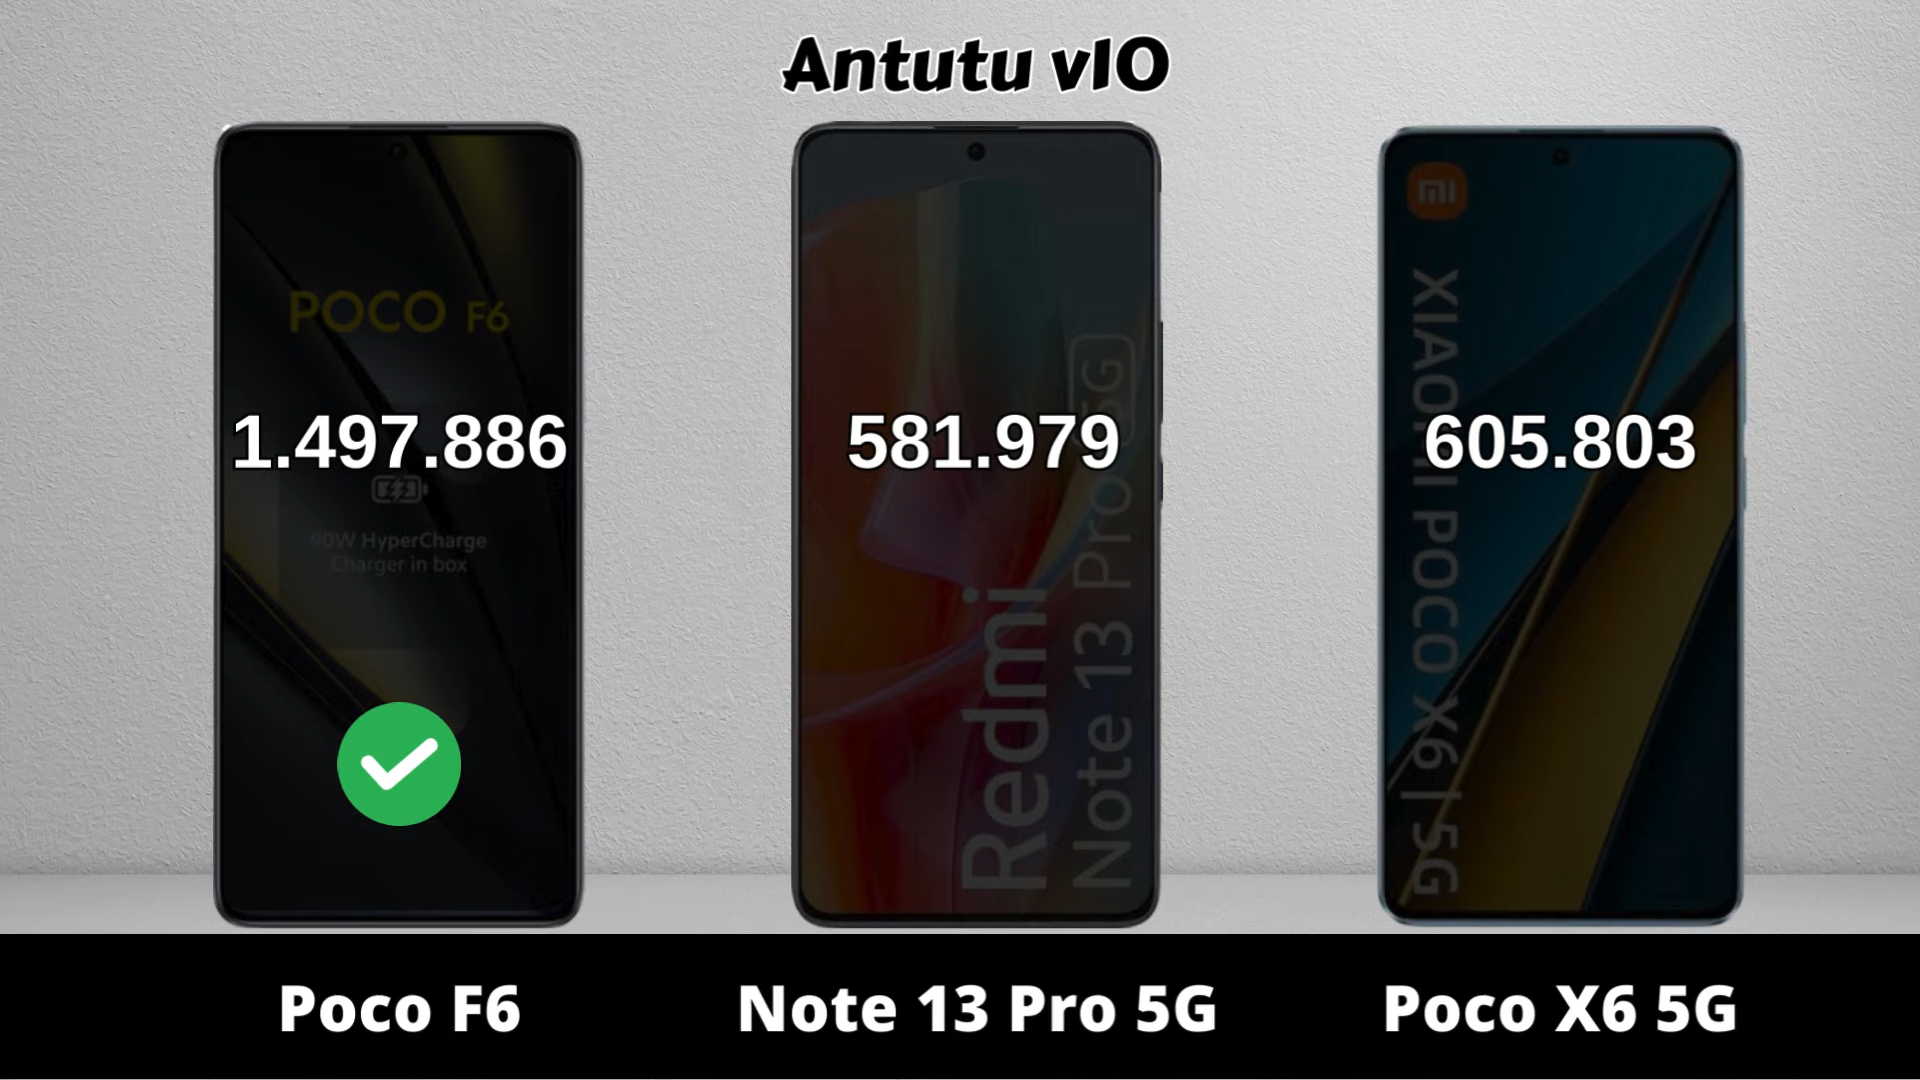 Antutu v10
POCO F6
1.497.886
90W HyperCharge
Charger in box
Redmi
Note 13 Pro 5G
581.979
mi
XIAOMI POCO X6 | 5G
605.803
Poco F6
Note 13 Pro 5G
Poco X6 5G